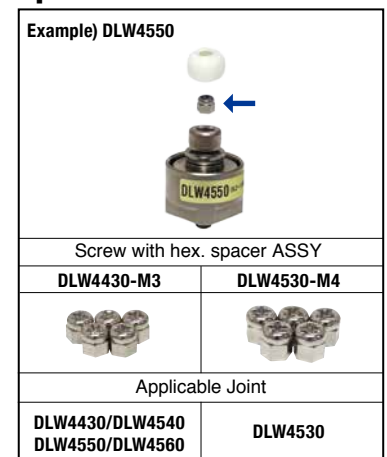 Example) DLW4550
DLW4550
Screw with hex. spacer ASSY
DLW4430-M3 DLW4530-M4
Applicable Joint
DLW4430/DLW4540 DLW4530
DLW4550/DLW4560